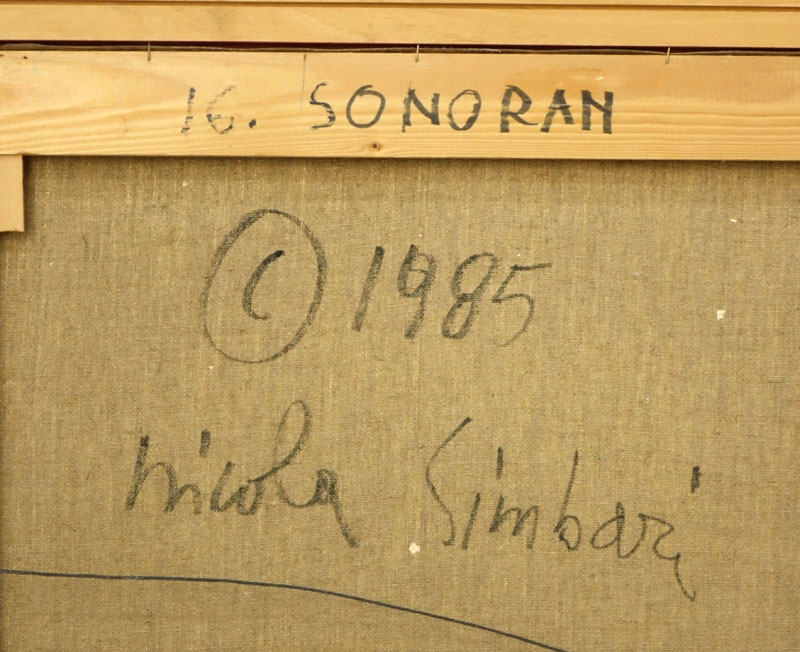 16. SONORAN
© 1985
Nicola Simbari